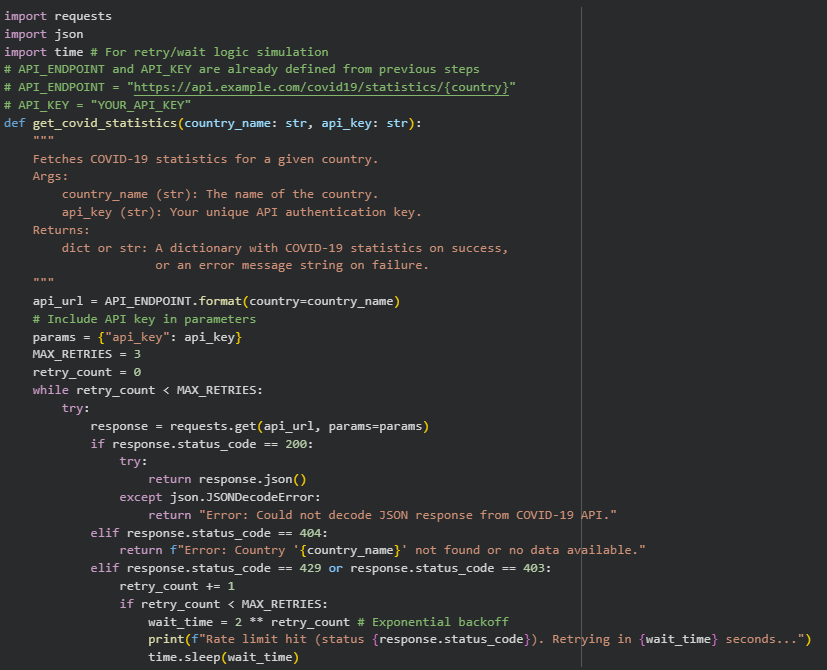 import requests
import json
import time # For retry/wait logic simulation
# API_ENDPOINT and API_KEY are already defined from previous steps
# API_ENDPOINT = "https://api.example.com/covid19/statistics/{country}"
# API_KEY = "YOUR_API_KEY"
def get_covid_statistics(country_name: str, api_key: str):
    """
    Fetches COVID-19 statistics for a given country.
    Args:
        country_name (str): The name of the country.
        api_key (str): Your unique API authentication key.
    Returns:
        dict or str: A dictionary with COVID-19 statistics on success,
                     or an error message string on failure.
    """
    api_url = API_ENDPOINT.format(country=country_name)
    # Include API key in parameters
    params = {"api_key": api_key}
    MAX_RETRIES = 3
    retry_count = 0
    while retry_count < MAX_RETRIES:
        try:
            response = requests.get(api_url, params=params)
            if response.status_code == 200:
                try:
                    return response.json()
                except json.JSONDecodeError:
                    return "Error: Could not decode JSON response from COVID-19 API."
            elif response.status_code == 404:
                return f"Error: Country '{country_name}' not found or no data available."
            elif response.status_code == 429 or response.status_code == 403:
                retry_count += 1
                if retry_count < MAX_RETRIES:
                    wait_time = 2 ** retry_count # Exponential backoff
                    print(f"Rate limit hit (status {response.status_code}). Retrying in {wait_time} seconds...")
                    time.sleep(wait_time)